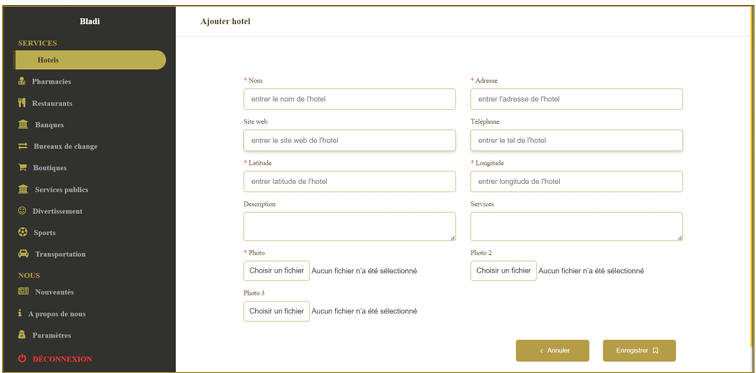 Bladi
SERVICES
Hotels
Pharmacies
Restaurants
Banques
Bureaux de change
Boutiques
Services publics
Divertissement
Sports
Transportation
NOUS
Nouveautés
A propos de nous
Paramètres
DÉCONNEXION
Ajouter hotel
* Nom
entrer le nom de l'hotel
* Adresse
entrer l'adresse de l'hotel
Site web
entrer le site web de l'hotel
Téléphone
entrer le tel de l'hotel
* Latitude
entrer latitude de l'hotel
* Longitude
entrer longitude de l'hotel
Description
Services
* Photo
Choisir un fichier Aucun fichier n'a été sélectionné
Photo 2
Choisir un fichier Aucun fichier n'a été sélectionné
Photo 3
Choisir un fichier Aucun fichier n'a été sélectionné
‹ Annuler
Enregistrer